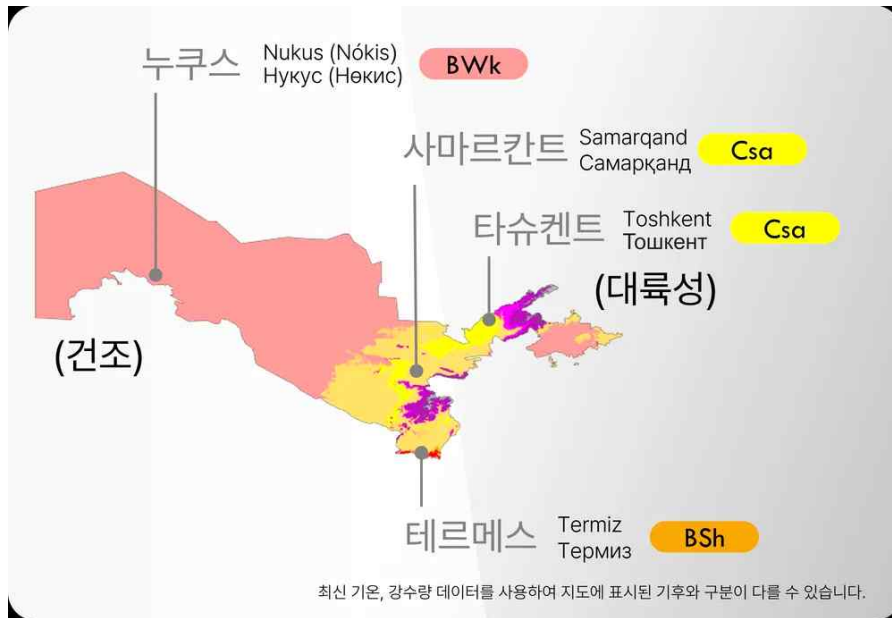 누쿠스
Nukus (Nókis)
Нукус (Нөкис)
BWk
사마르칸트
Samarqand
Самарқанд
Csa
타슈켄트
Toshkent
Тошкент
Csa
(대륙성)
(건조)
테르메스
Termiz
Термиз
BSh
최신 기온, 강수량 데이터를 사용하여 지도에 표시된 기후와 구분이 다를 수 있습니다.